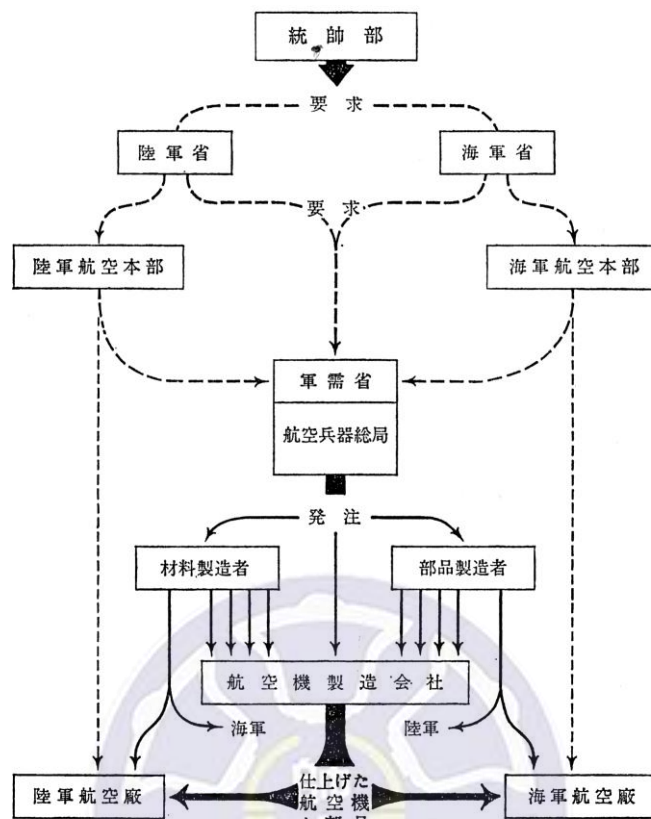 統帥部
要求
陸軍省
海軍省
要求
陸軍航空本部
海軍航空本部
軍需省
航空兵器総局
発注
材料製造者
部品製造者
航空機製造会社
海軍
陸軍
陸軍航空廠
仕上げた
航空機
海軍航空廠